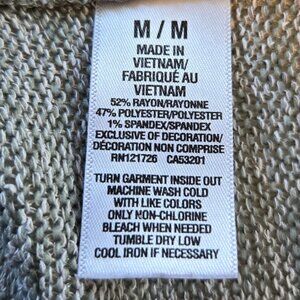 M / M
MADE IN
VIETNAM/
FABRIQUÉ AU
VIETNAM
52% RAYON/RAYONNE
47% POLYESTER/POLYESTER
1% SPANDEX/SPANDEX
EXCLUSIVE OF DECORATION/
DÉCORATION NON COMPRISE
RN121726 CA53201
TURN GARMENT INSIDE OUT
MACHINE WASH COLD
WITH LIKE COLORS
ONLY NON-CHLORINE
BLEACH WHEN NEEDED
TUMBLE DRY LOW
COOL IRON IF NECESSARY